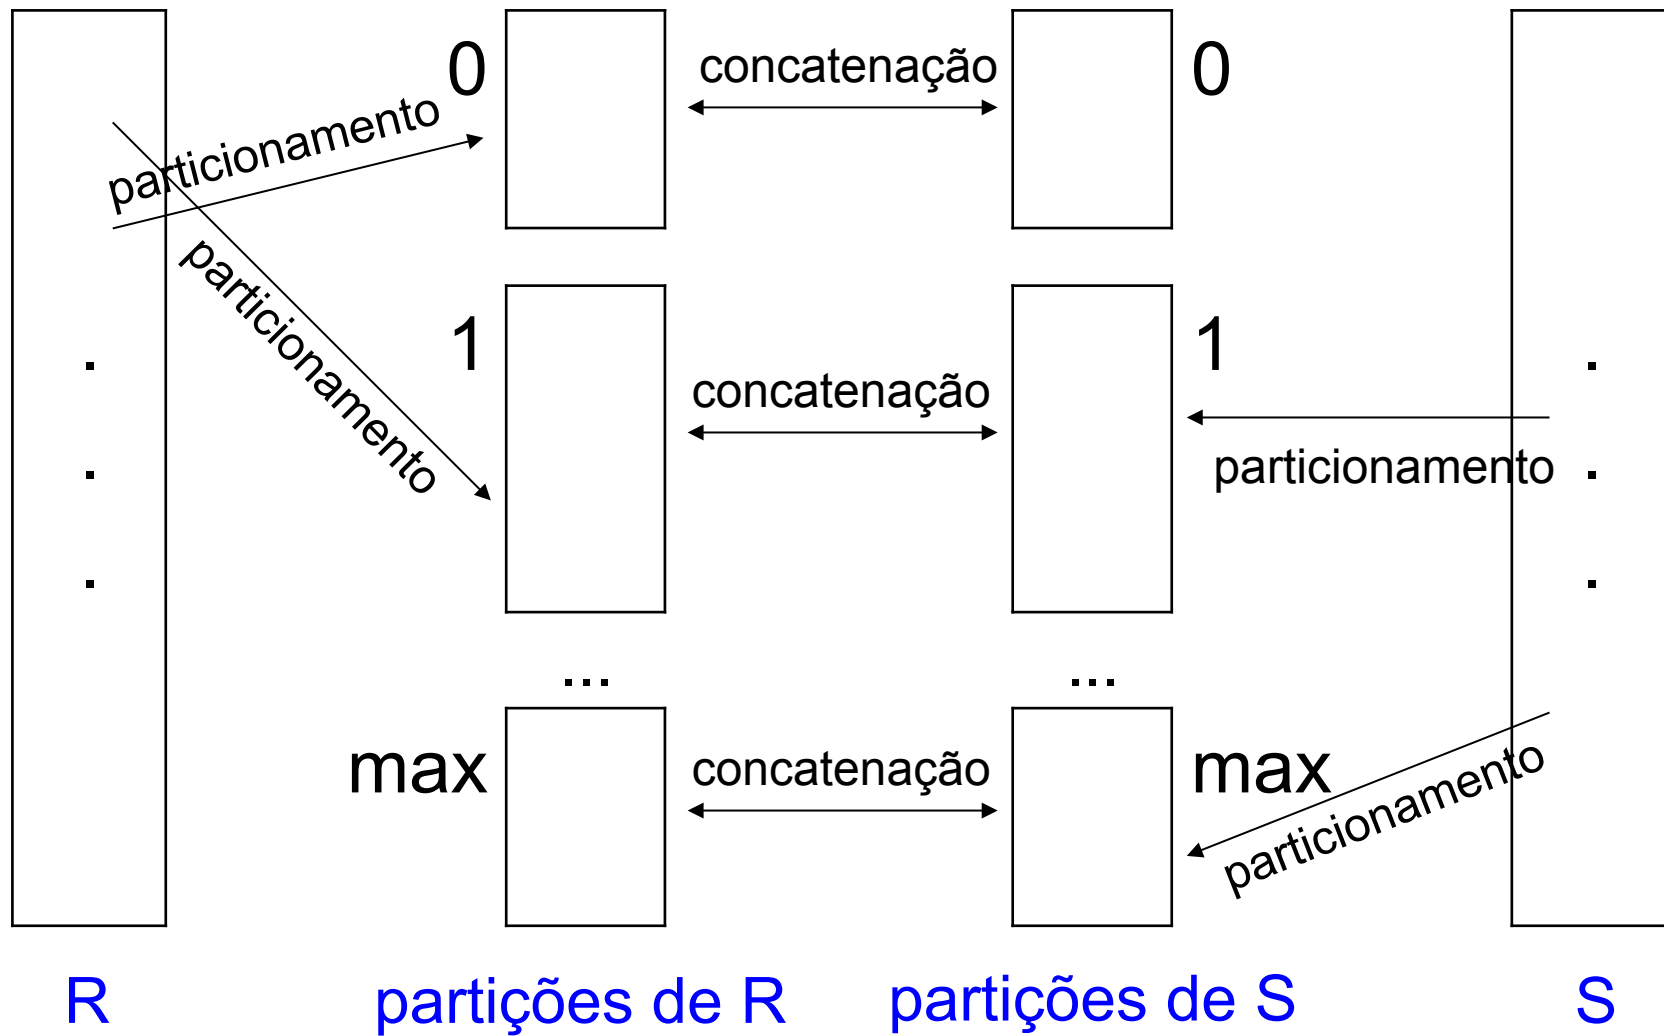 0
concatenação
0
particionamento
particionamento
1
concatenação
1
particionamento
.
.
.
.
.
.
...
...
max
concatenação
max
particionamento
R
partições de R
partições de S
S